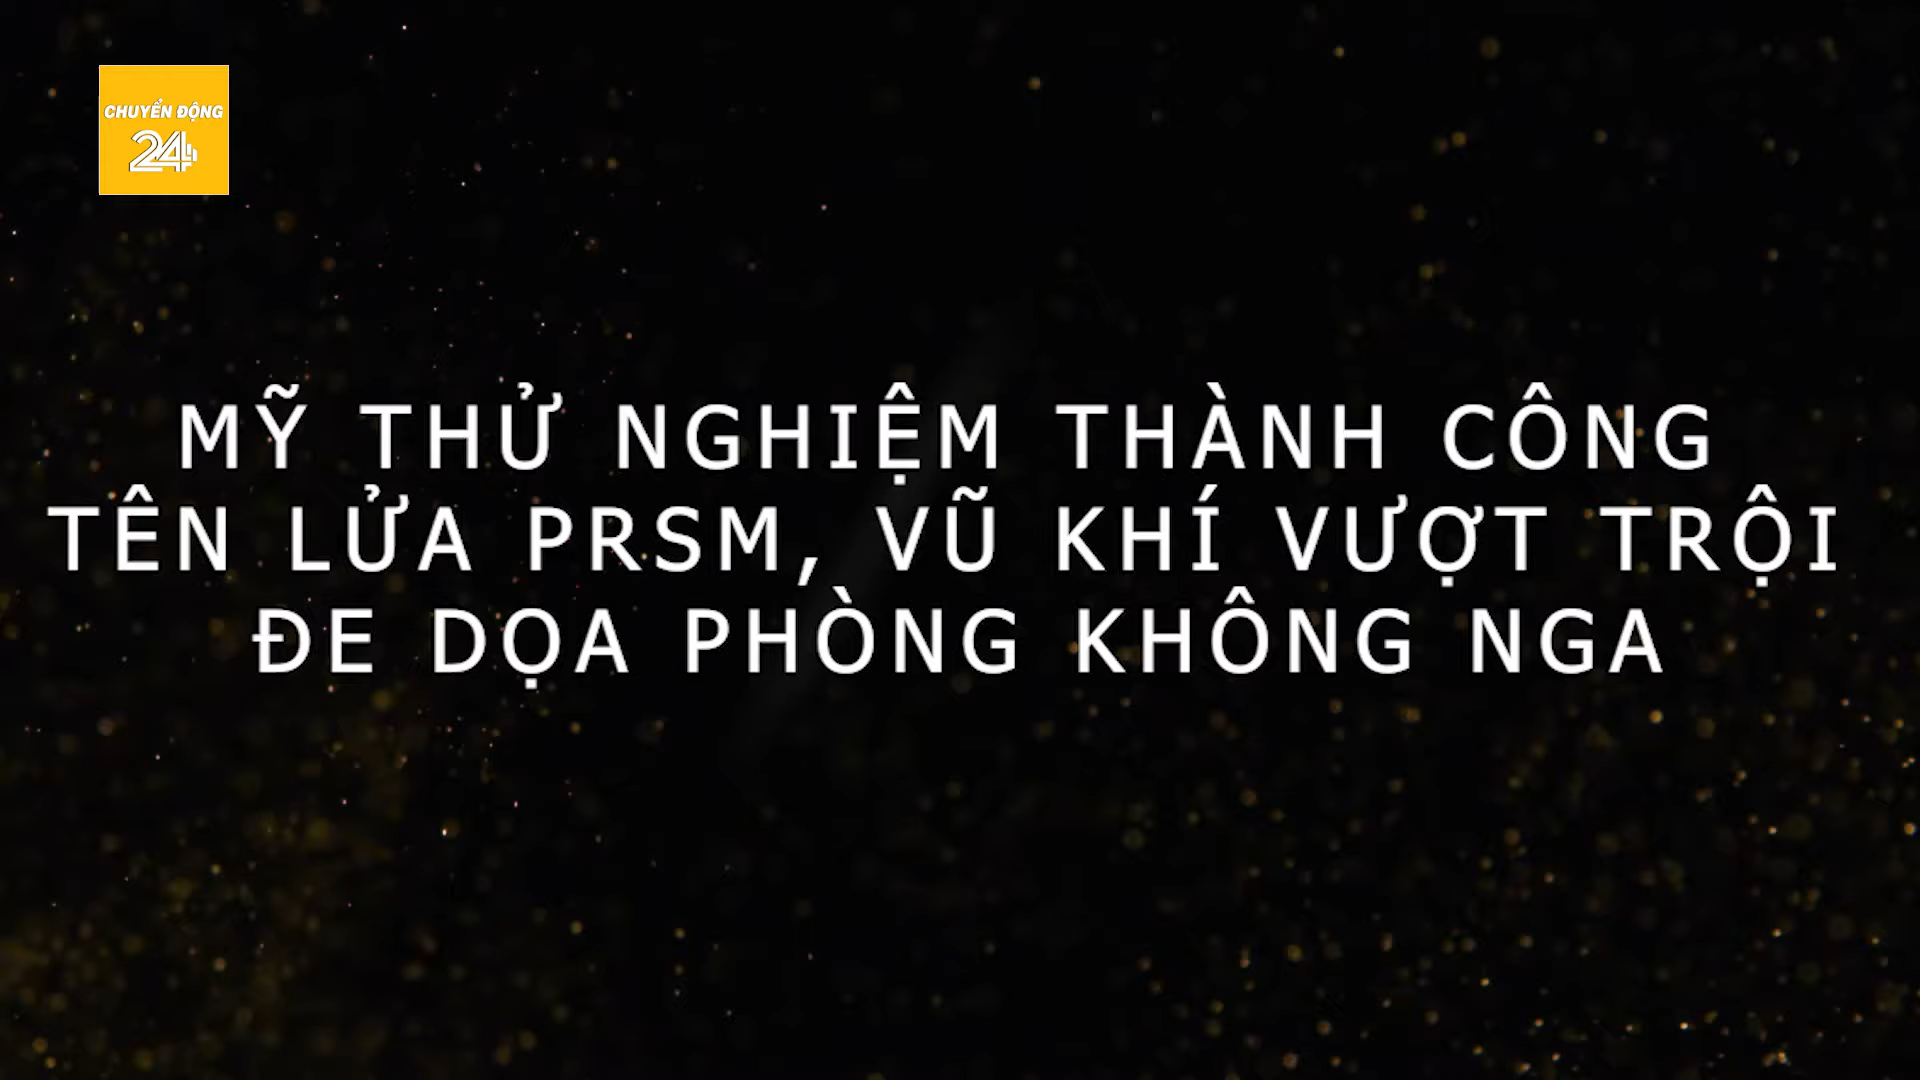 CHUYỂN ĐỘNG
24h
MỸ THỬ NGHIỆM THÀNH CÔNG
TÊN LỬA PRSM, VŨ KHÍ VƯỢT TRỘI
ĐE DỌA PHÒNG KHÔNG NGA